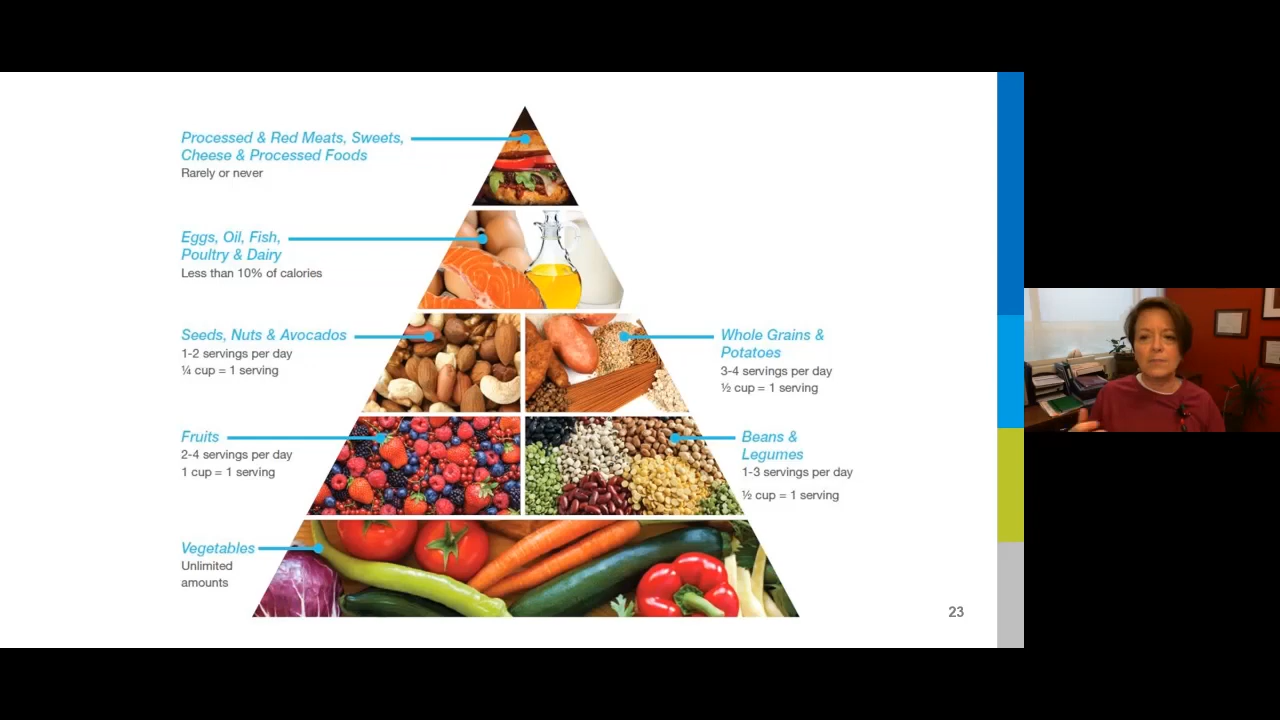 Processed & Red Meats, Sweets,
Cheese & Processed Foods
Rarely or never
Eggs, Oil, Fish,
Poultry & Dairy
Less than 10% of calories
Seeds, Nuts & Avocados
1-2 servings per day
¼ cup = 1 serving
Whole Grains &
Potatoes
3-4 servings per day
½ cup = 1 serving
Fruits
2-4 servings per day
1 cup = 1 serving
Beans &
Legumes
1-3 servings per day
½ cup = 1 serving
Vegetables
Unlimited
amounts
23